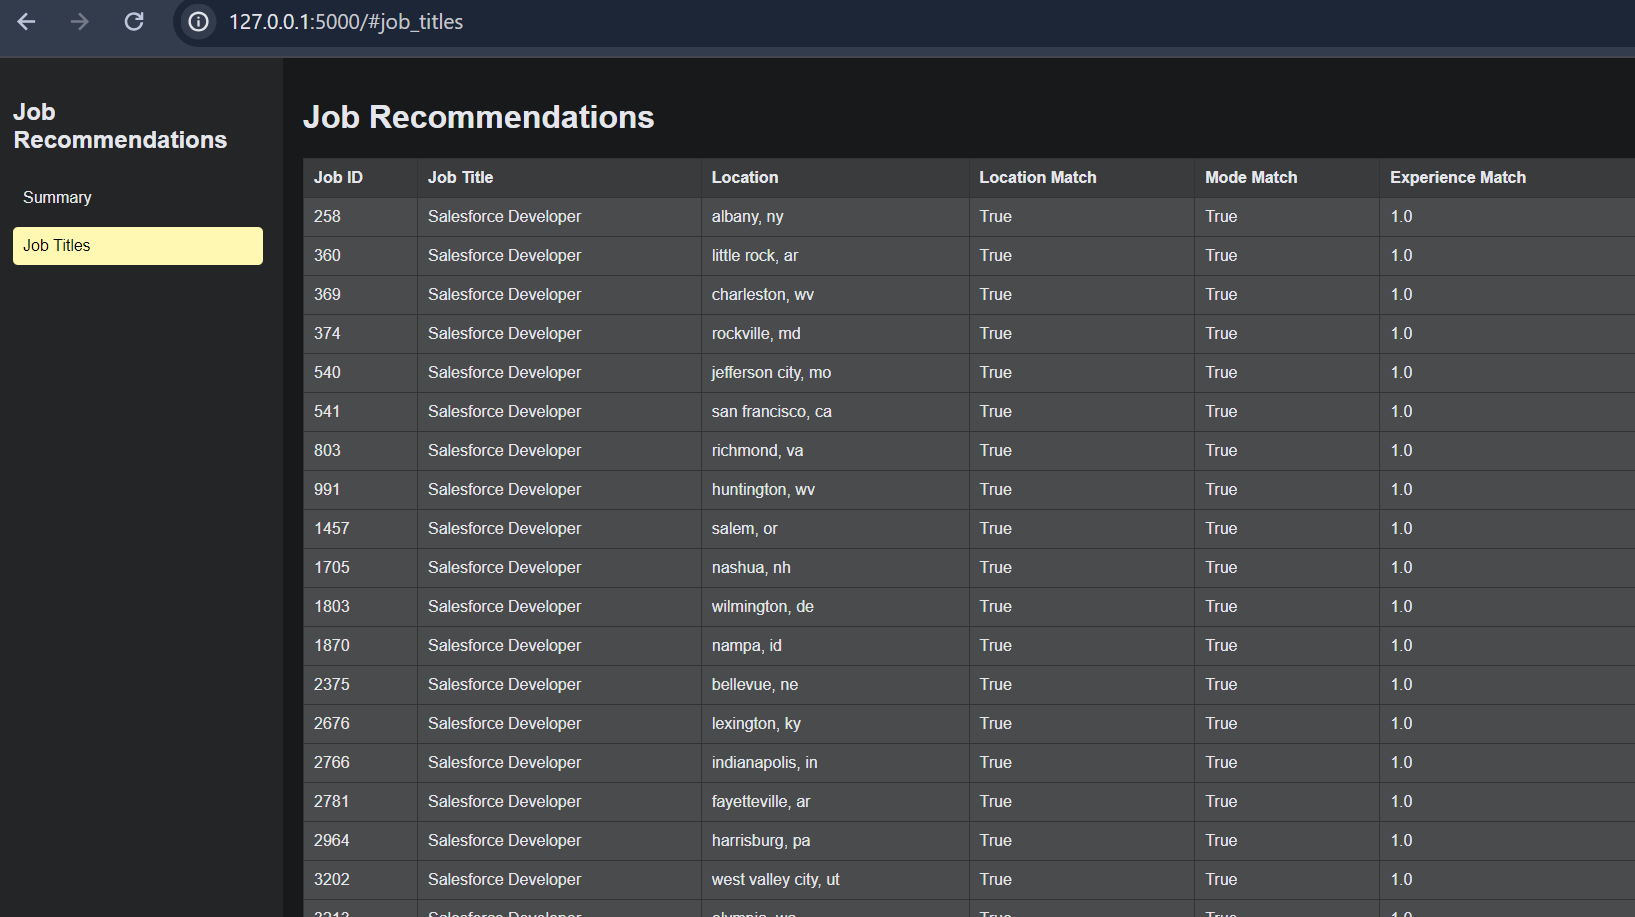 127.0.0.1:5000/#job_titles
Job
Recommendations
Summary
Job Titles
Job Recommendations
Job ID Job Title Location Location Match Mode Match Experience Match
258 Salesforce Developer albany, ny True True 1.0
360 Salesforce Developer little rock, ar True True 1.0
369 Salesforce Developer charleston, wv True True 1.0
374 Salesforce Developer rockville, md True True 1.0
540 Salesforce Developer jefferson city, mo True True 1.0
541 Salesforce Developer san francisco, ca True True 1.0
803 Salesforce Developer richmond, va True True 1.0
991 Salesforce Developer huntington, wv True True 1.0
1457 Salesforce Developer salem, or True True 1.0
1705 Salesforce Developer nashua, nh True True 1.0
1803 Salesforce Developer wilmington, de True True 1.0
1870 Salesforce Developer nampa, id True True 1.0
2375 Salesforce Developer bellevue, ne True True 1.0
2676 Salesforce Developer lexington, ky True True 1.0
2766 Salesforce Developer indianapolis, in True True 1.0
2781 Salesforce Developer fayetteville, ar True True 1.0
2964 Salesforce Developer harrisburg, pa True True 1.0
3202 Salesforce Developer west valley city, ut True True 1.0
Salesforce Developer True True 1.0